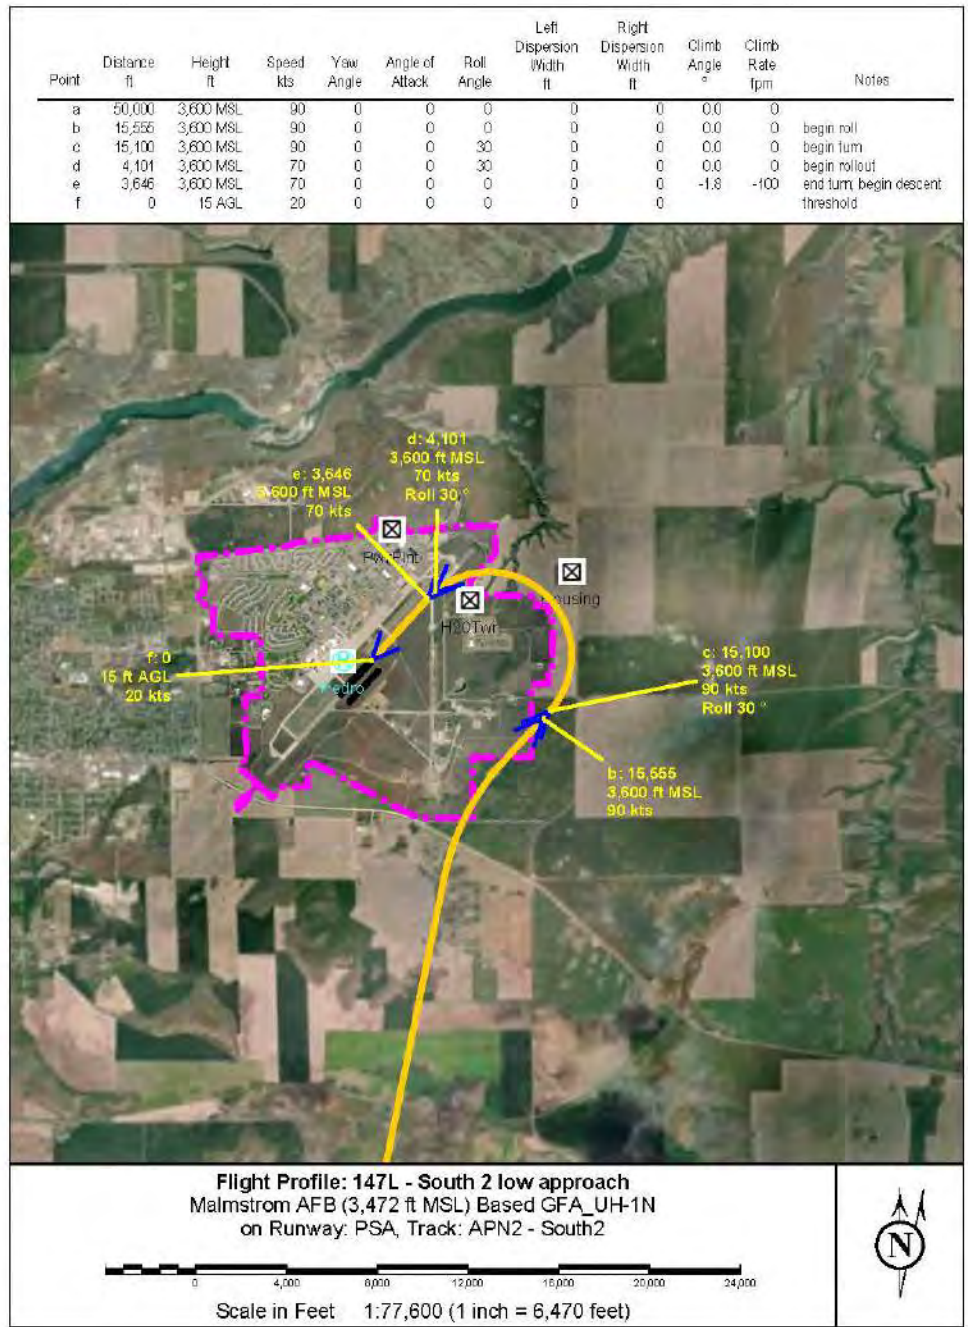 Point Distance ft Height ft Speed kts Yaw Angle Angle of Attack Roll Angle Left Dispersion Width ft Right Dispersion Width ft Climb Angle ° Climb Rate fpm Notes
a 50,000 3,600 MSL 90 0 0 0 0 0 0.0 0
b 15,555 3,600 MSL 90 0 0 0 0 0 0.0 0 begin roll
c 15,100 3,600 MSL 90 0 0 30 0 0 0.0 0 begin turn
d 4,101 3,600 MSL 70 0 0 30 0 0 0.0 0 begin rollout
e 3,646 3,600 MSL 70 0 0 0 0 0 -1.8 -100 end turn; begin descent
f 0 15 AGL 20 0 0 0 0 0 threshold
d: 4,101
3,600 ft MSL
70 kts
Roll 30 °
e: 3,646
3,600 ft MSL
70 kts
PwrPlnt
Housing
H20Twr
f: 0
15 ft AGL
20 kts
Pedro
c: 15,100
3,600 ft MSL
90 kts
Roll 30 °
b: 15,555
3,600 ft MSL
90 kts
Flight Profile: 147L - South 2 low approach
Malmstrom AFB (3,472 ft MSL) Based GFA_UH-1N
on Runway: PSA, Track: APN2 - South2
0 4,000 8,000 12,000 16,000 20,000 24,000
Scale in Feet 1:77,600 (1 inch = 6,470 feet)
N